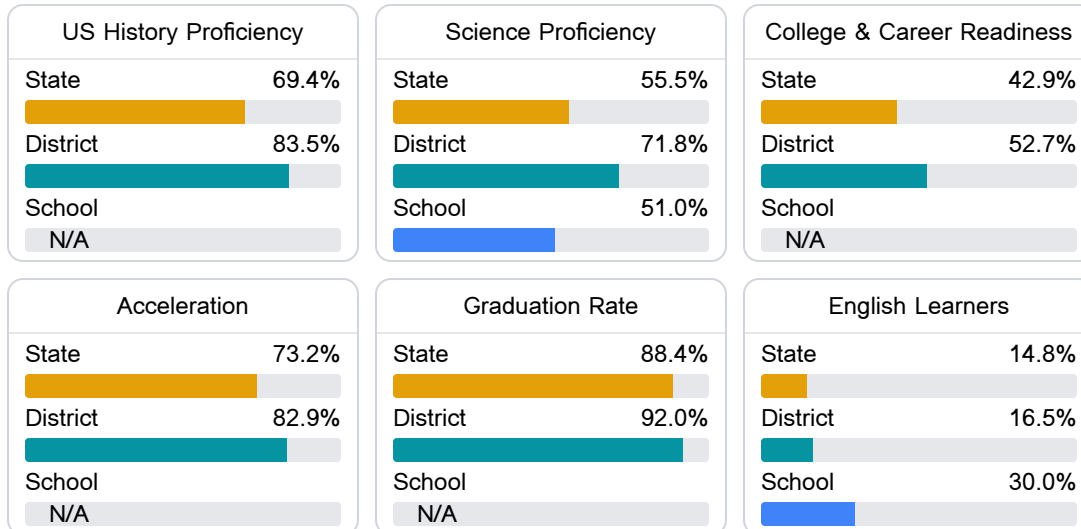 US History Proficiency
State 69.4%
District 83.5%
School
N/A
Science Proficiency
State 55.5%
District 71.8%
School 51.0%
College & Career Readiness
State 42.9%
District 52.7%
School
N/A
Acceleration
State 73.2%
District 82.9%
School
N/A
Graduation Rate
State 88.4%
District 92.0%
School
N/A
English Learners
State 14.8%
District 16.5%
School 30.0%